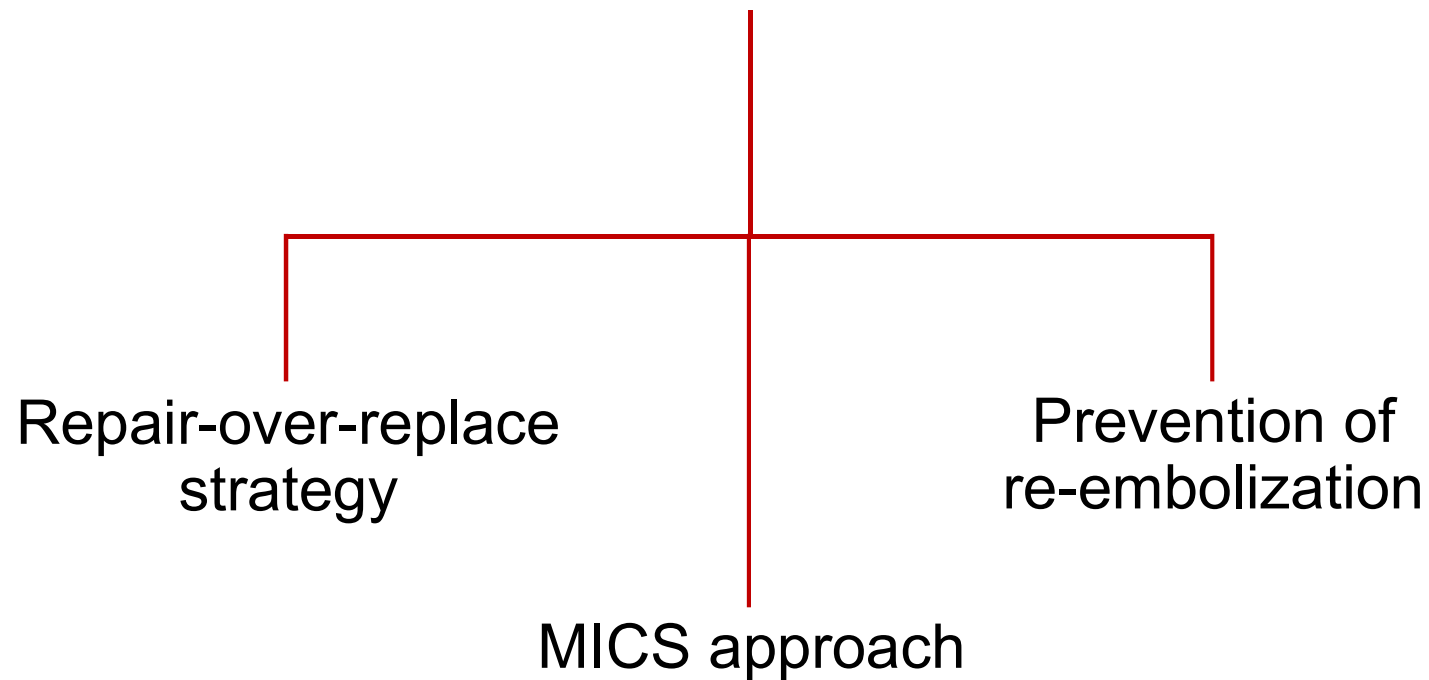 Repair-over-replace
strategy
Prevention of
re-embolization
MICS approach